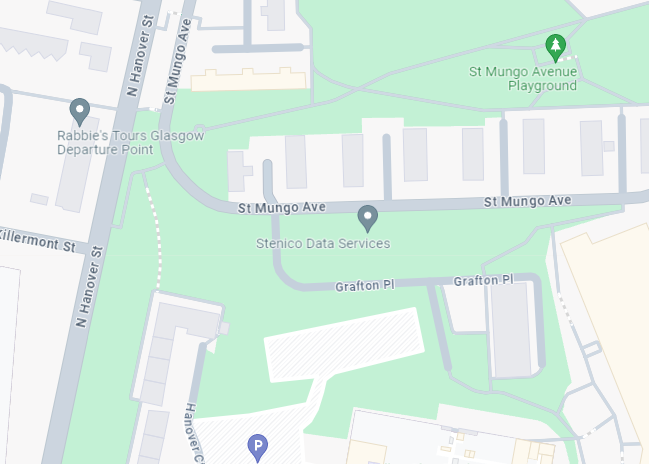 N Hanover St
St Mungo Ave
St Mungo Avenue
Playground
Rabbie's Tours Glasgow
Departure Point
St Mungo Ave
St Mungo Ave
Stenico Data Services
Killermont St
N Hanover St
Grafton Pl
Grafton Pl
Hanover C
P